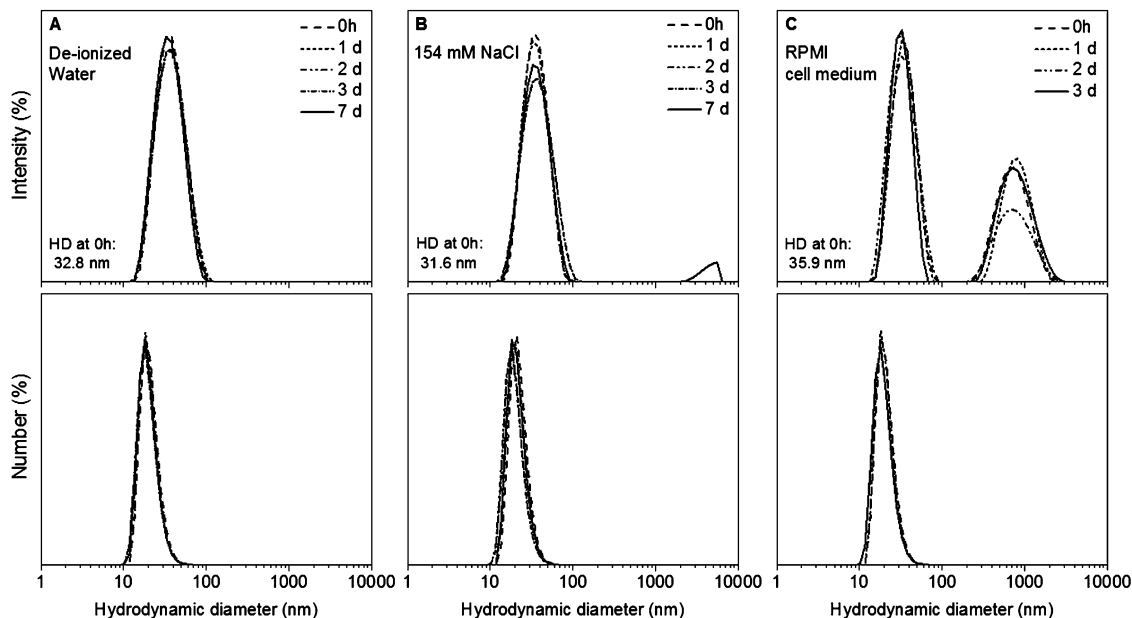 A
De-ionized
Water
0h
1 d
2 d
3 d
7 d
HD at 0h:
32.8 nm
B
154 mM NaCl
0h
1 d
2 d
3 d
7 d
HD at 0h:
31.6 nm
C
RPMI
cell medium
0h
1 d
2 d
3 d
HD at 0h:
35.9 nm
Intensity (%)
Number (%)
1 10 100 1000 10000
1 10 100 1000 10000
1 10 100 1000 10000
Hydrodynamic diameter (nm)
Hydrodynamic diameter (nm)
Hydrodynamic diameter (nm)